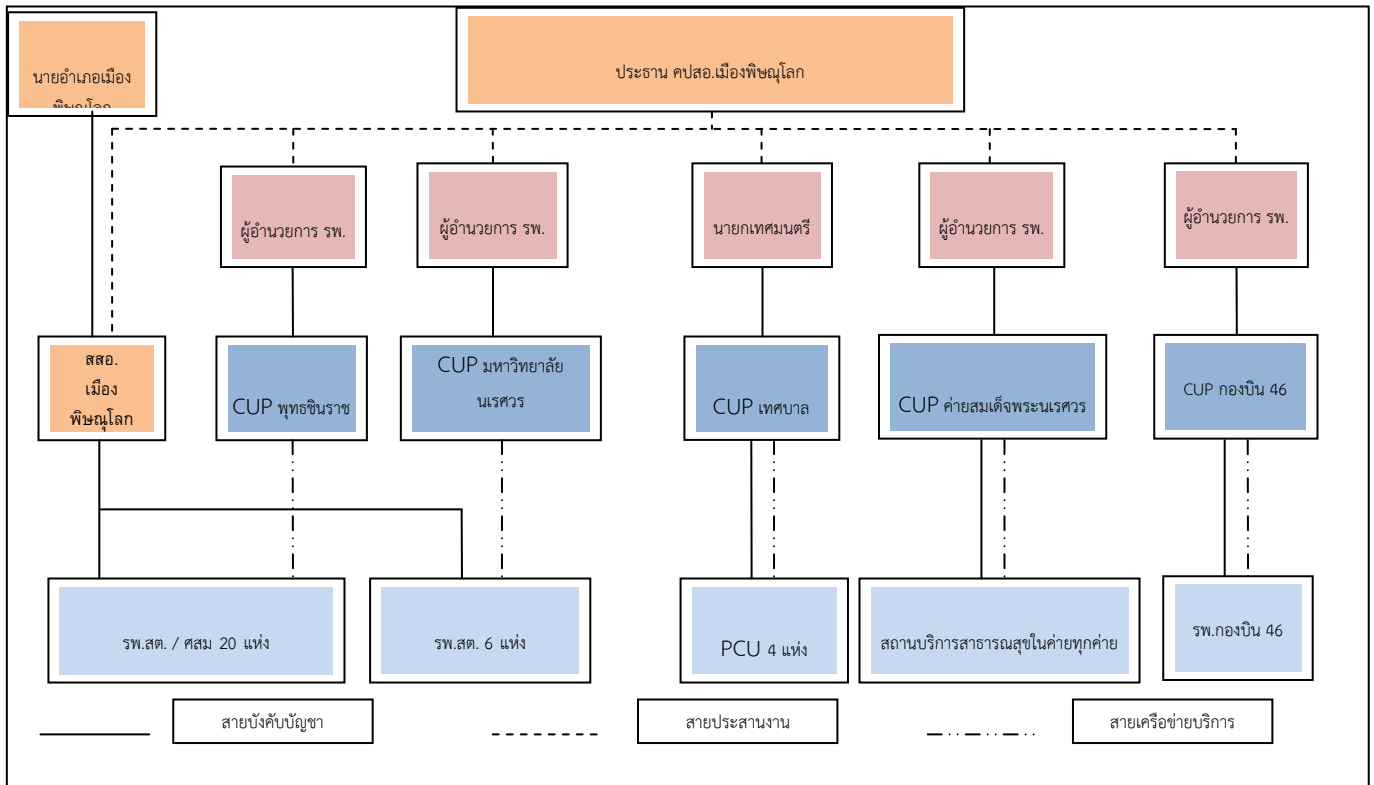 นายอำเภอเมือง
พิษณุโลก
ประธาน คปสอ.เมืองพิษณุโลก
ผู้อำนวยการ รพ.
ผู้อำนวยการ รพ.
นายกเทศมนตรี
ผู้อำนวยการ รพ.
ผู้อำนวยการ รพ.
สสอ.
เมือง
พิษณุโลก
CUP พุทธชินราช
CUP มหาวิทยาลัย
นเรศวร
CUP เทศบาล
CUP ค่ายสมเด็จพระนเรศวร
CUP กองบิน 46
รพ.สต. / ศสม 20 แห่ง
รพ.สต. 6 แห่ง
PCU 4 แห่ง
สถานบริการสาธารณสุขในค่ายทุกค่าย
รพ.กองบิน 46
สายบังคับบัญชา
สายประสานงาน
สายเครือข่ายบริการ